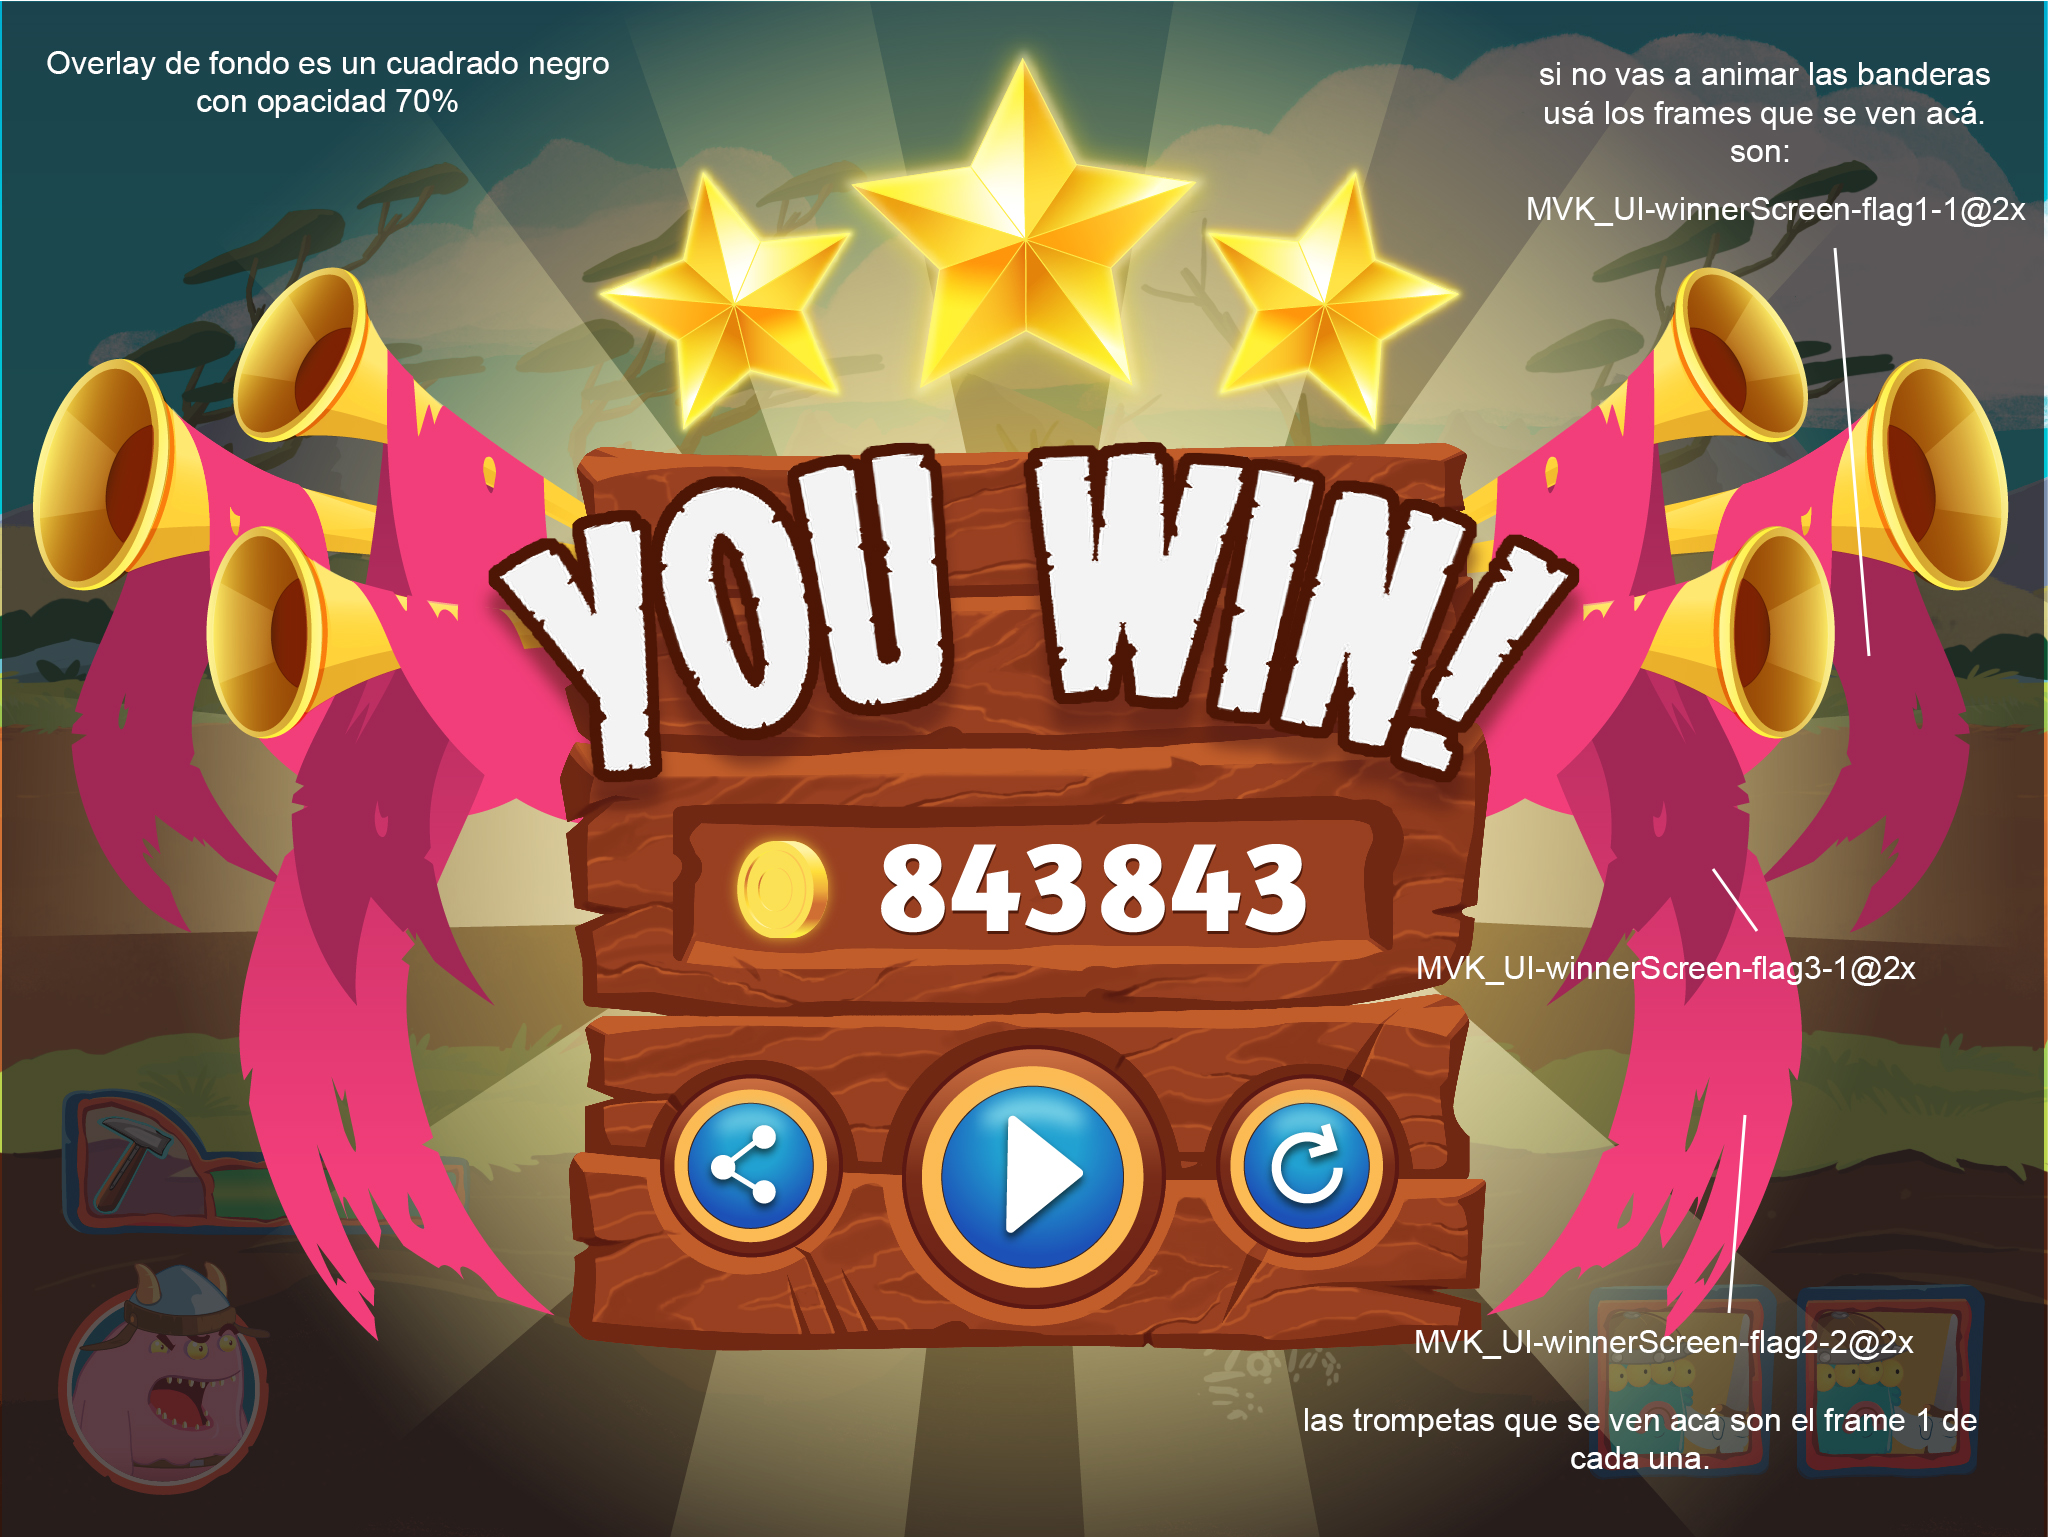 Overlay de fondo es un cuadrado negro
con opacidad 70%
si no vas a animar las banderas
usá los frames que se ven acá.
son:
MVK_UI-winnerScreen-flag1-1@2x
YOU WIN!
843843
MVK_UI-winnerScreen-flag3-1@2x
MVK_UI-winnerScreen-flag2-2@2x
las trompetas que se ven acá son el frame 1 de
cada una.